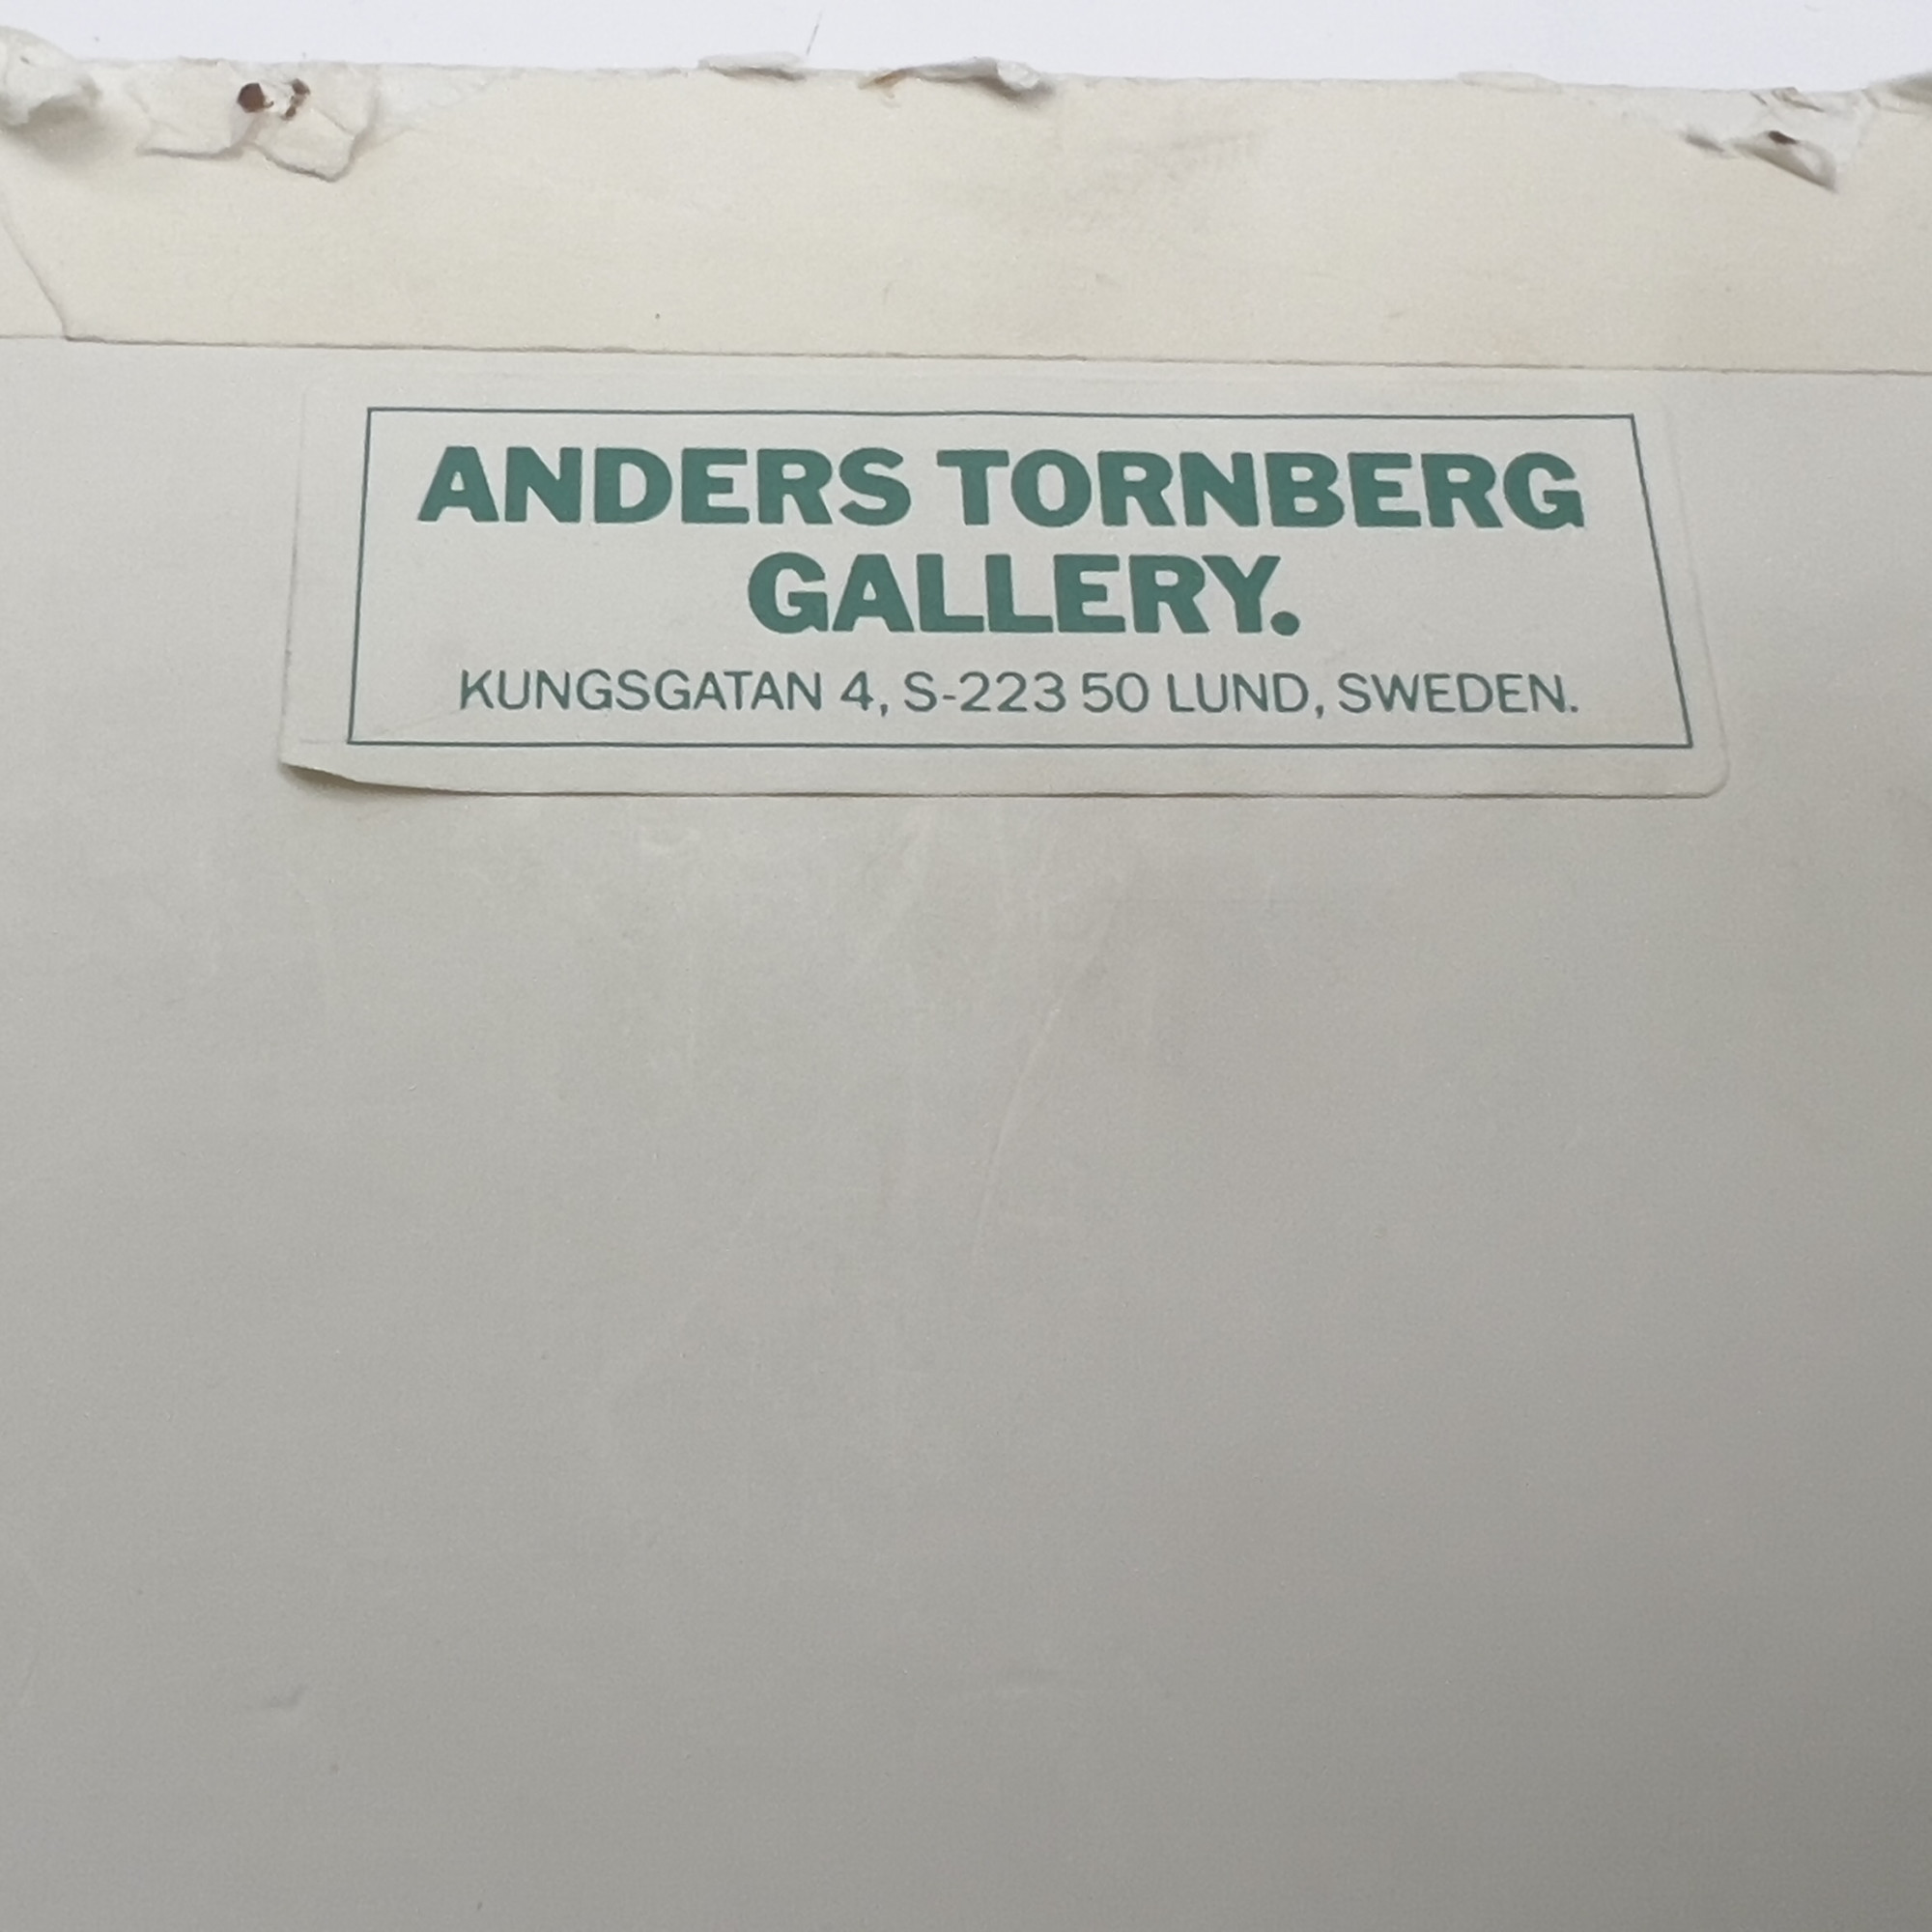 ANDERS TORNBERG
GALLERY.
KUNGSGATAN 4, S-223 50 LUND, SWEDEN.